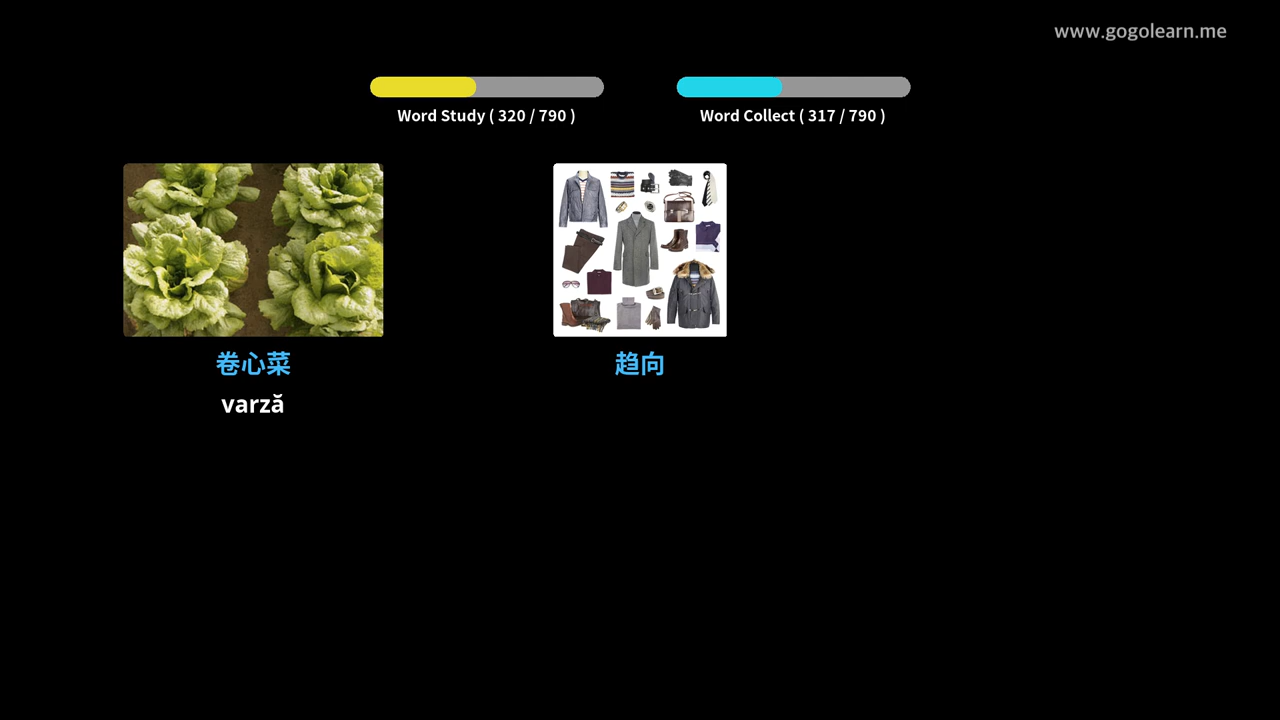 www.gogolearn.me
Word Study ( 320 / 790 )
Word Collect ( 317 / 790 )
卷心菜
varză
趋向